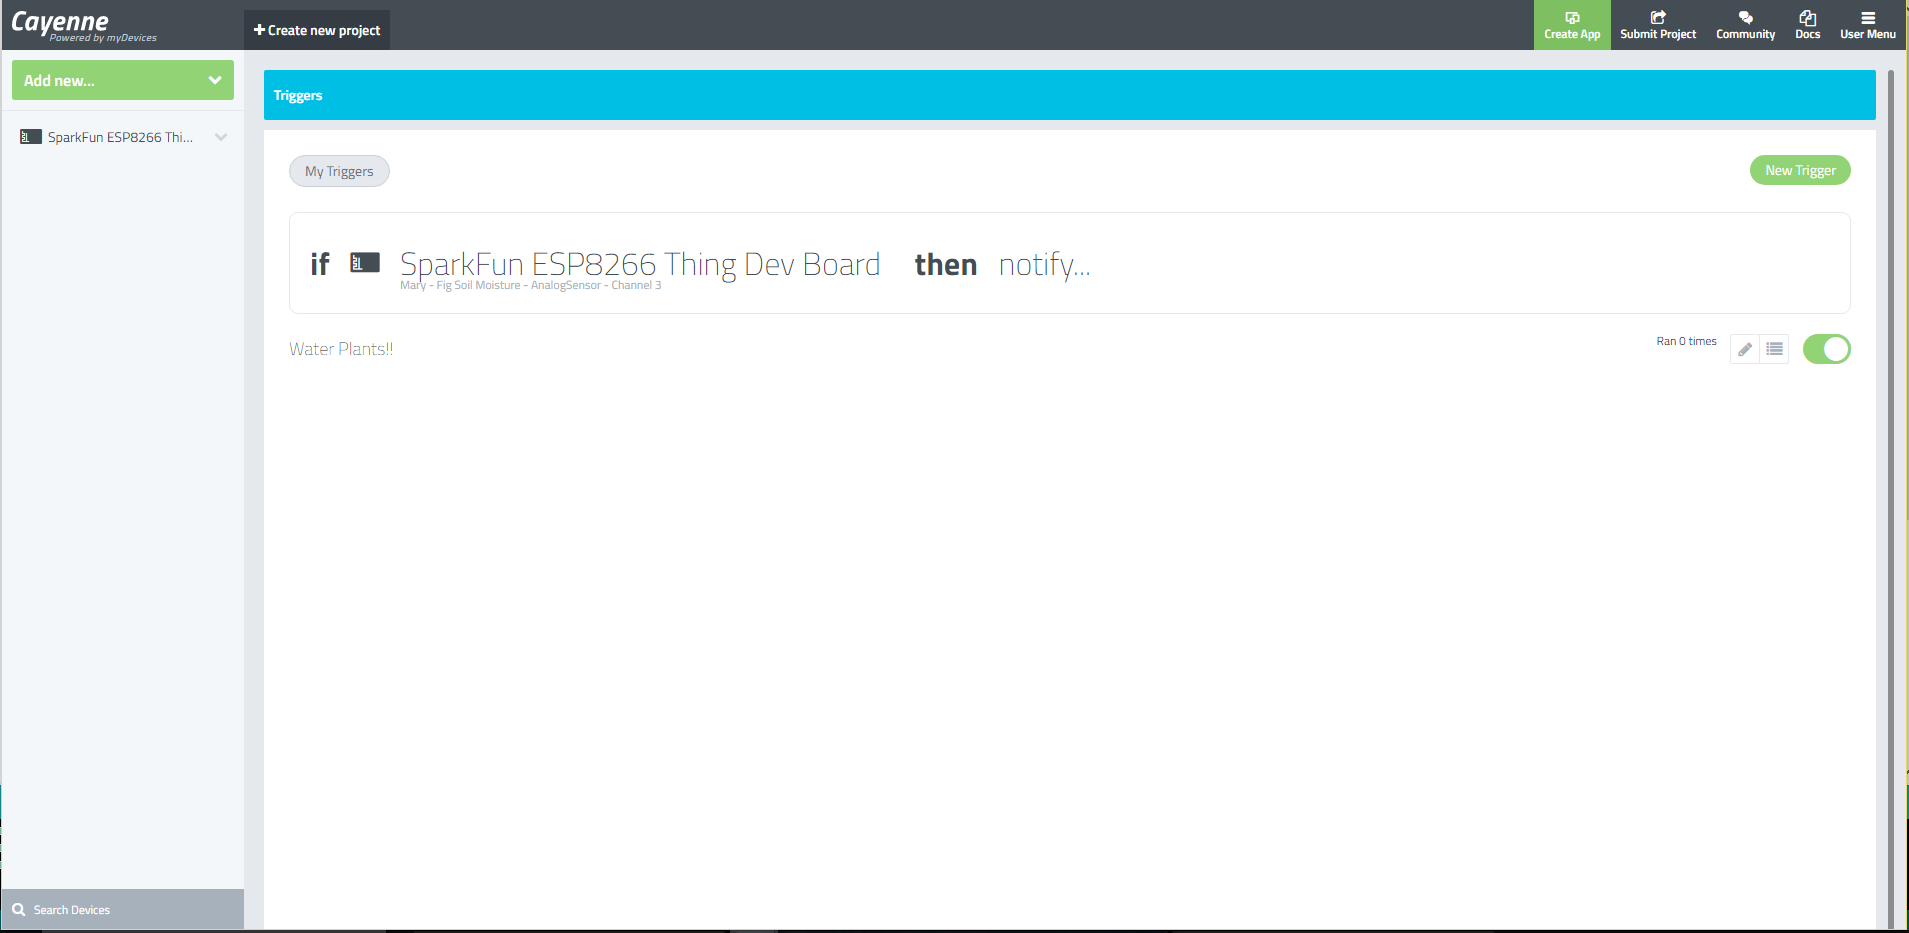 Cayenne
Powered by myDevices
Create new project
Create App
Submit Project
Community
Docs
User Menu
Add new...
SparkFun ESP8266 Thi...
Triggers
My Triggers
New Trigger
if SparkFun ESP8266 Thing Dev Board then notify...
Mary - Fig Soil Moisture - AnalogSensor - Channel 3
Water Plants!!
Ran 0 times
Search Devices